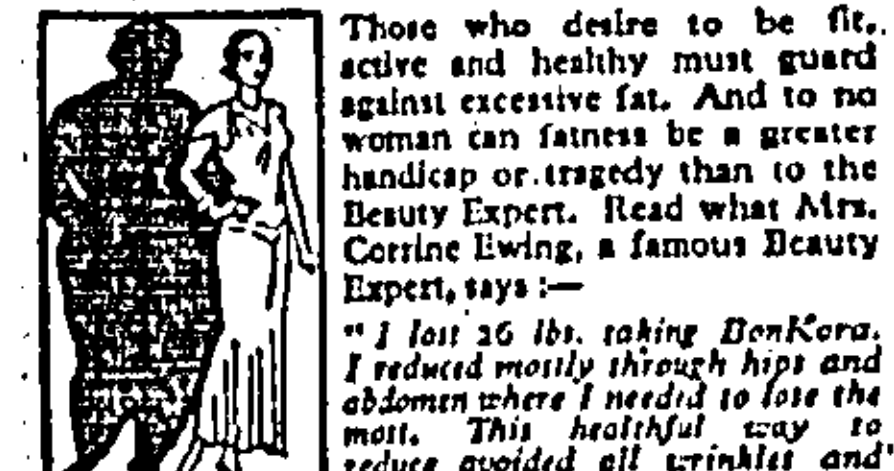 Those who desire to be fit,
active and healthy must guard
against excessive fat. And to no
woman can fatness be a greater
handicap or tragedy than to the
Beauty Expert. Read what Mrs.
Corrine Ewing, a famous Beauty
Expert, says :—
" I lost 26 lbs. taking BonKora.
I reduced mostly through hips and
abdomen where I needed to lose the
most. This healthful way to
reduce avoided all wrinkles and